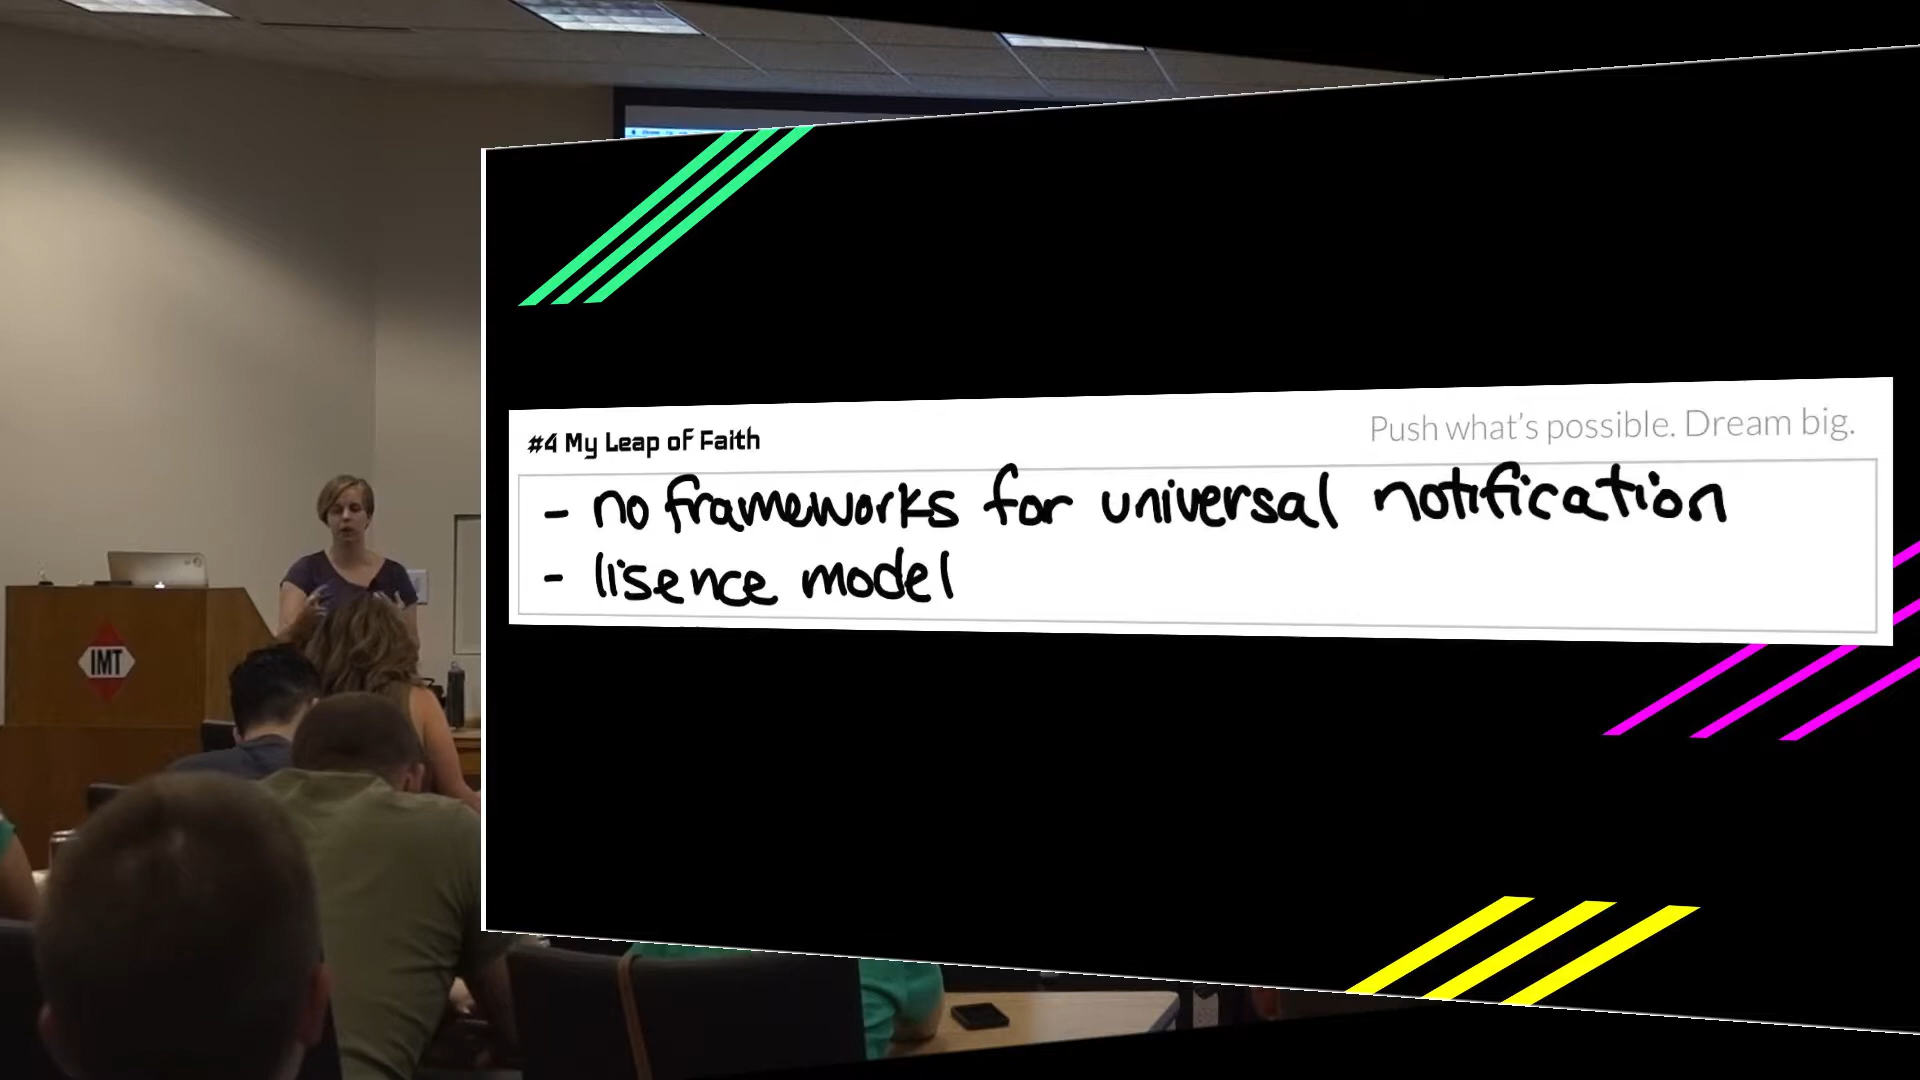 #4 My Leap of Faith
Push what's possible. Dream big.
- no frameworks for universal notification
- lisence model
IMT